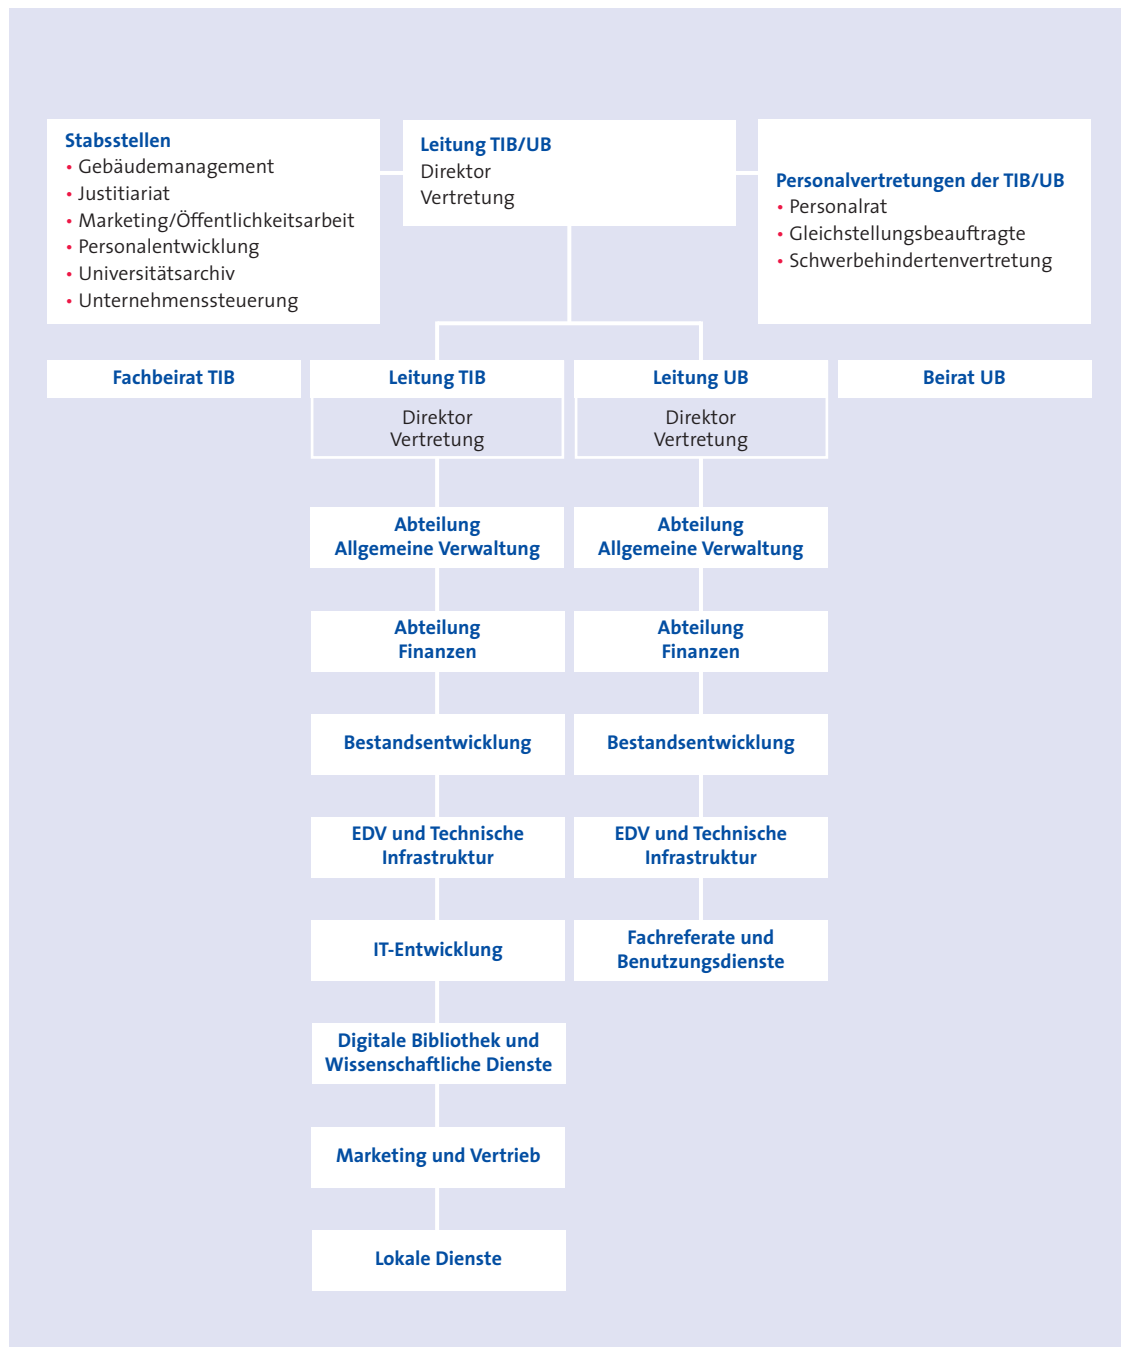 Stabsstellen
• Gebäudemanagement
• Justitiariat
• Marketing/Öffentlichkeitsarbeit
• Personalentwicklung
• Universitätsarchiv
• Unternehmenssteuerung
Leitung TIB/UB
Direktor
Vertretung
Personalvertretungen der TIB/UB
• Personalrat
• Gleichstellungsbeauftragte
• Schwerbehindertenvertretung
Fachbeirat TIB
Leitung TIB
Direktor
Vertretung
Leitung UB
Direktor
Vertretung
Beirat UB
Abteilung
Allgemeine Verwaltung
Abteilung
Allgemeine Verwaltung
Abteilung
Finanzen
Abteilung
Finanzen
Bestandsentwicklung
Bestandsentwicklung
EDV und Technische
Infrastruktur
EDV und Technische
Infrastruktur
IT-Entwicklung
Fachreferate und
Benutzungsdienste
Digitale Bibliothek und
Wissenschaftliche Dienste
Marketing und Vertrieb
Lokale Dienste